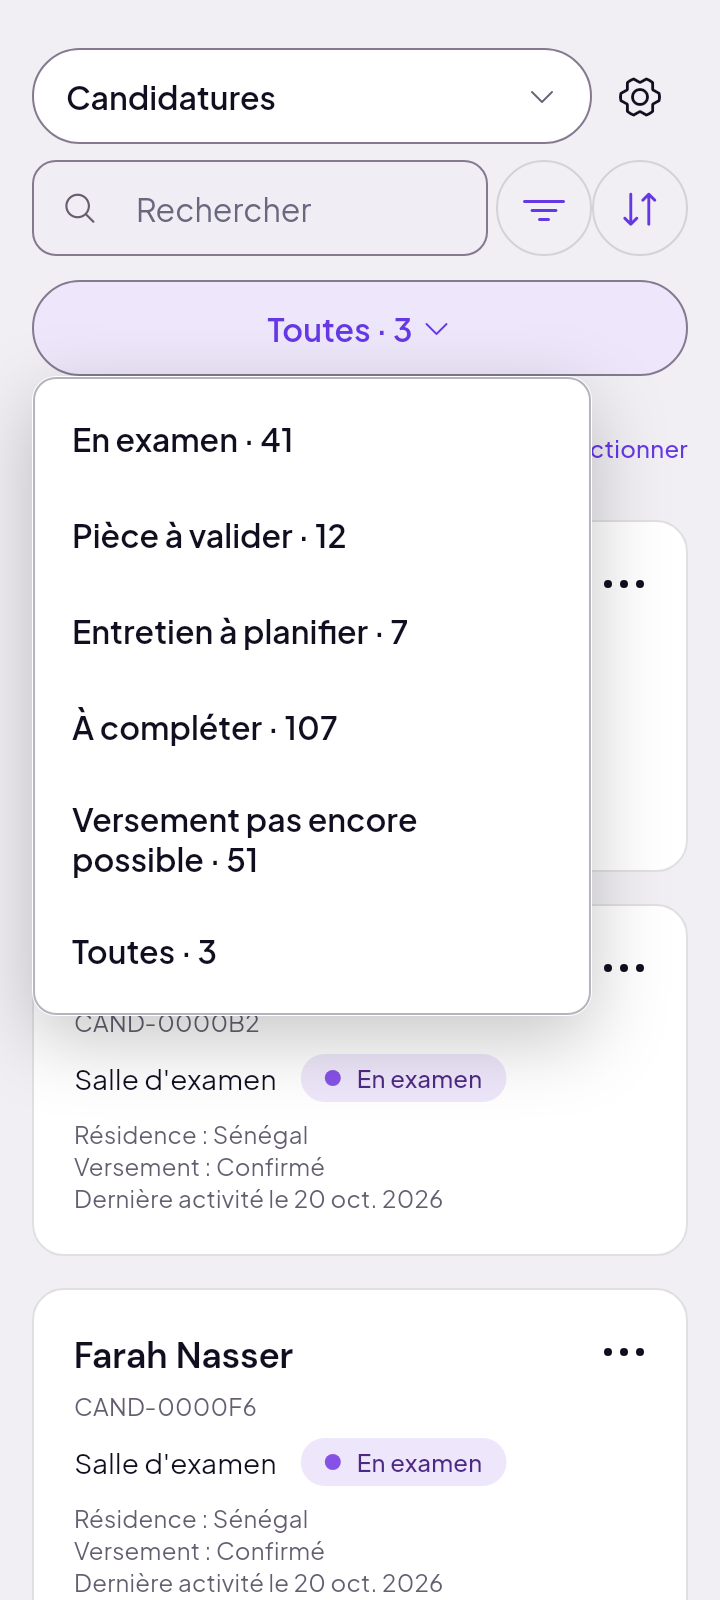 Candidatures
Rechercher
Toutes · 3
En examen · 41
Pièce à valider · 12
Entretien à planifier · 7
À compléter · 107
Versement pas encore
possible · 51
Toutes · 3
CAND-0000B2
Salle d'examen
En examen
Résidence : Sénégal
Versement : Confirmé
Dernière activité le 20 oct. 2026
Farah Nasser
CAND-0000F6
Salle d'examen
En examen
Résidence : Sénégal
Versement : Confirmé
Dernière activité le 20 oct. 2026